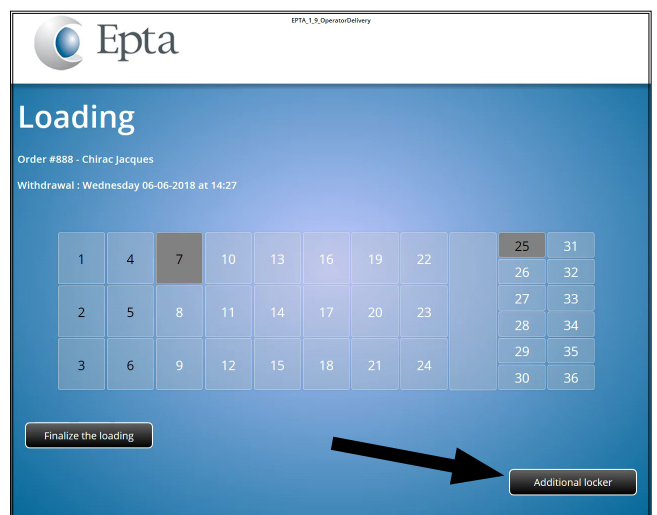 EPTA_1_9_OperatorDelivery
Epta
Loading
Order #888 - Chirac Jacques
Withdrawal : Wednesday 06-06-2018 at 14:27
1 4 7 10 13 16 19 22 25 31
26 32
2 5 8 11 14 17 20 23 27 33
28 34
3 6 9 12 15 18 21 24 29 35
30 36
Finalize the loading
Additional locker